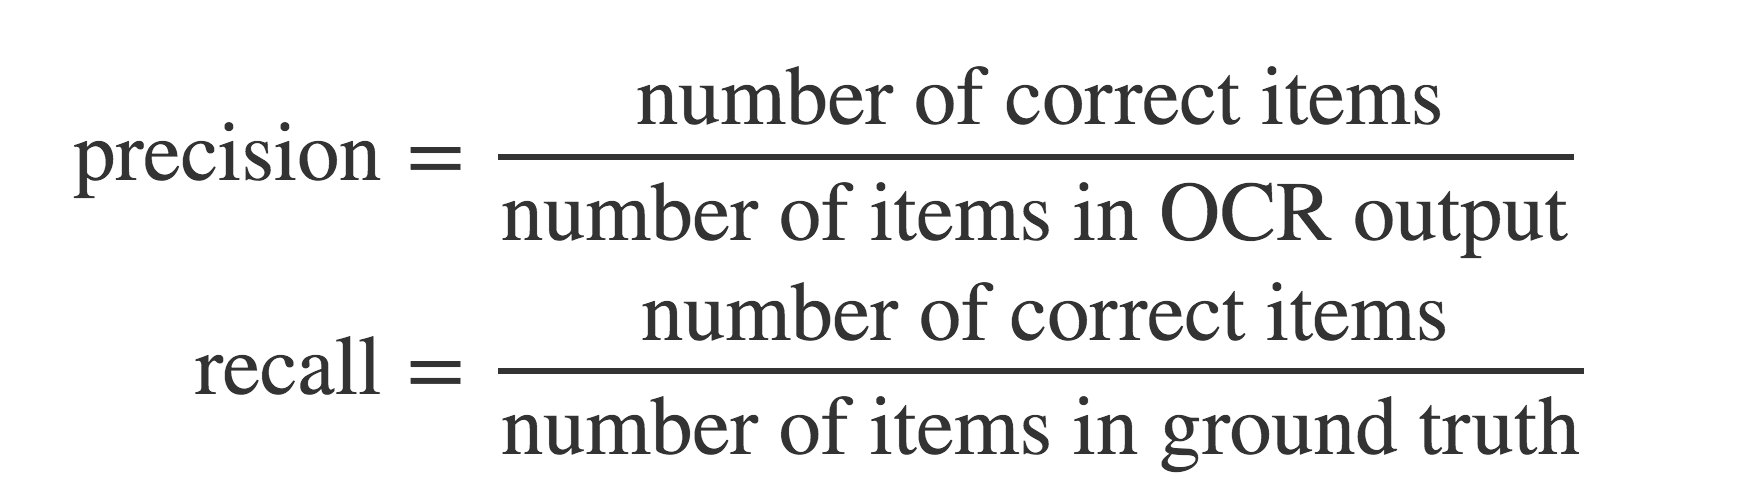 precision = number of correct items / number of items in OCR output
recall = number of correct items / number of items in ground truth